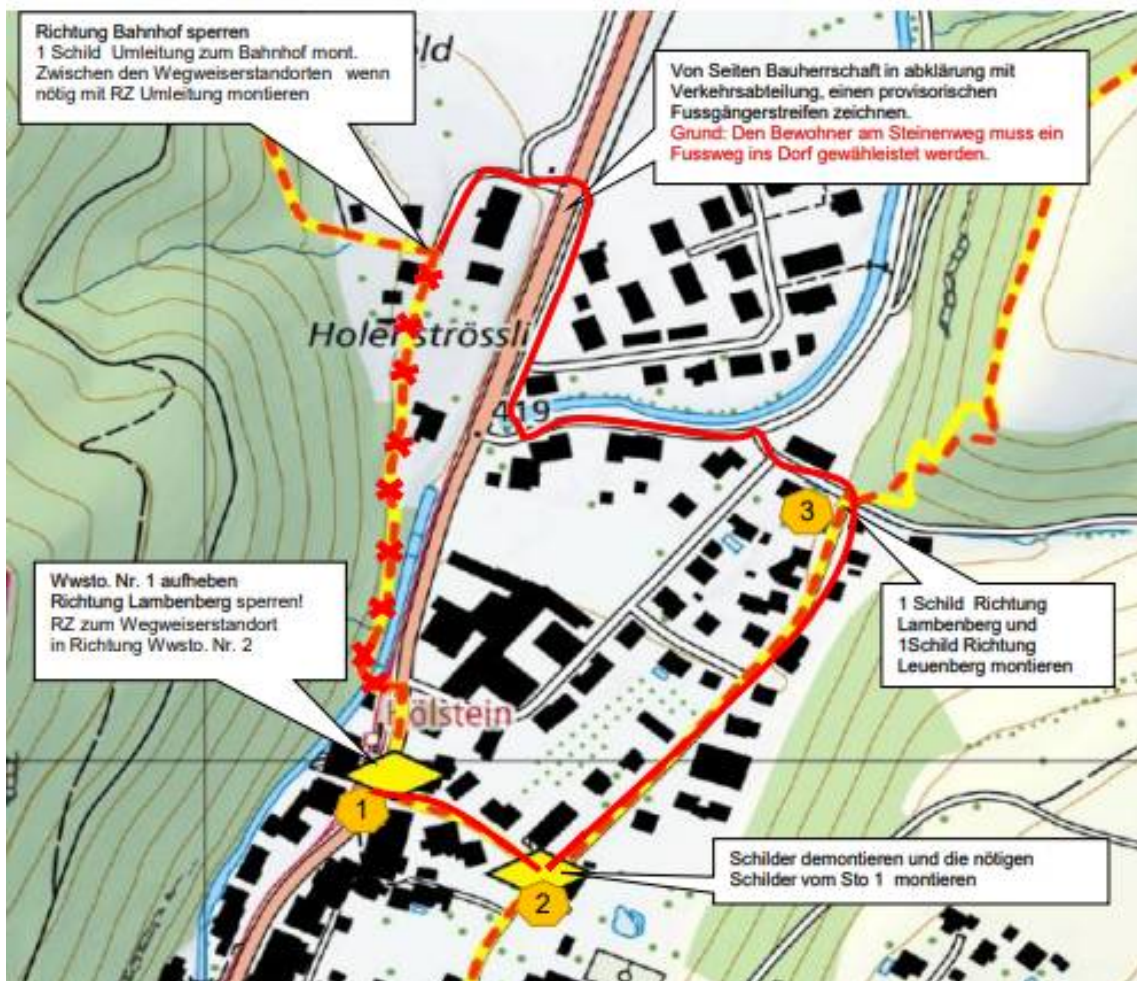 Richtung Bahnhof sperren
1 Schild Umleitung zum Bahnhof mont.
Zwischen den Wegweiserstandorten wenn
nötig mit RZ Umleitung montieren
Von Seiten Bauherrschaft in abklärung mit
Verkehrsabteilung, einen provisorischen
Fussgängerstreifen zeichnen.
Grund: Den Bewohner am Steinenweg muss ein
Fussweg ins Dorf gewähleistet werden.
Holenströssli
419
3
Wwsto. Nr. 1 aufheben
Richtung Lambenberg sperren!
RZ zum Wegweiserstandort
in Richtung Wwsto. Nr. 2
1 Schild Richtung
Lambenberg und
1Schild Richtung
Leuenberg montieren
Hölstein
1
Schilder demontieren und die nötigen
Schilder vom Sto 1 montieren
2